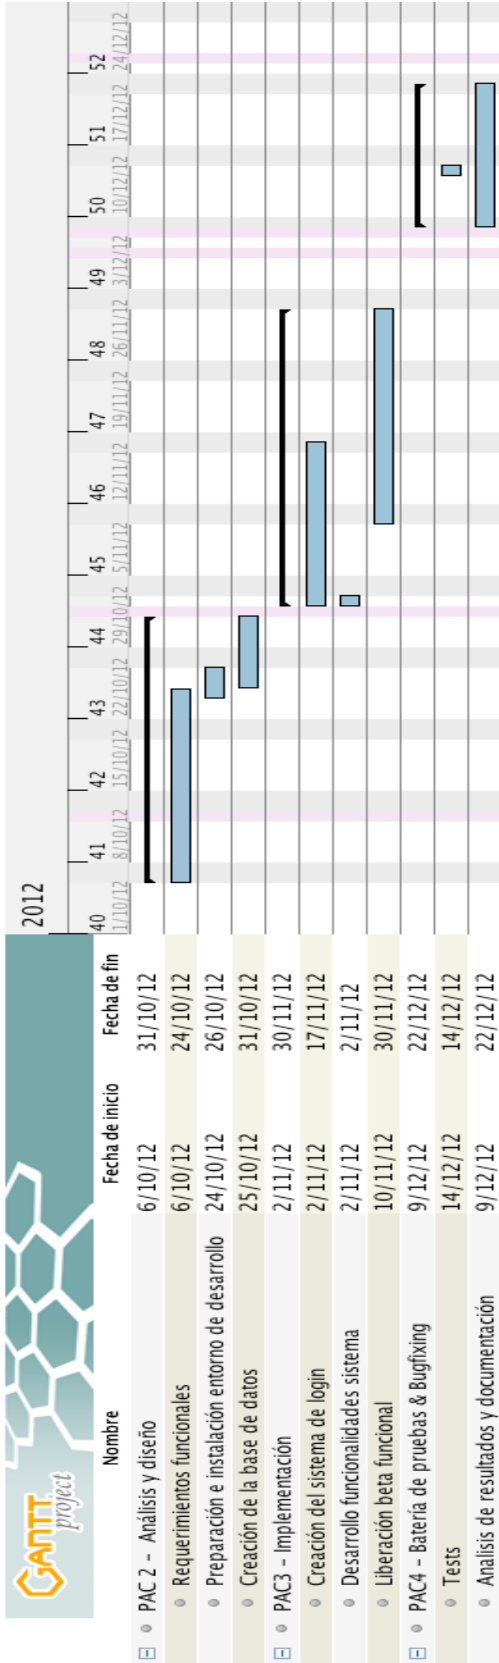 GANTT
project
2012
Nombre Fecha de inicio Fecha de fin
40 41 42 43 44 45 46 47 48 49 50 51 52
1/10/12 8/10/12 15/10/12 22/10/12 29/10/12 5/11/12 12/11/12 19/11/12 26/11/12 3/12/12 10/12/12 17/12/12 24/12/12
PAC 2 - Análisis y diseño 6/10/12 31/10/12
Requerimientos funcionales 6/10/12 24/10/12
Preparación e instalación entorno de desarrollo 24/10/12 26/10/12
Creación de la base de datos 25/10/12 31/10/12
PAC3 - Implementación 2/11/12 30/11/12
Creación del sistema de login 2/11/12 17/11/12
Desarrollo funcionalidades sistema 2/11/12 2/11/12
Liberación beta funcional 10/11/12 30/11/12
PAC4 - Batería de pruebas & Bugfixing 9/12/12 22/12/12
Tests 14/12/12 14/12/12
Analisis de resultados y documentación 9/12/12 22/12/12